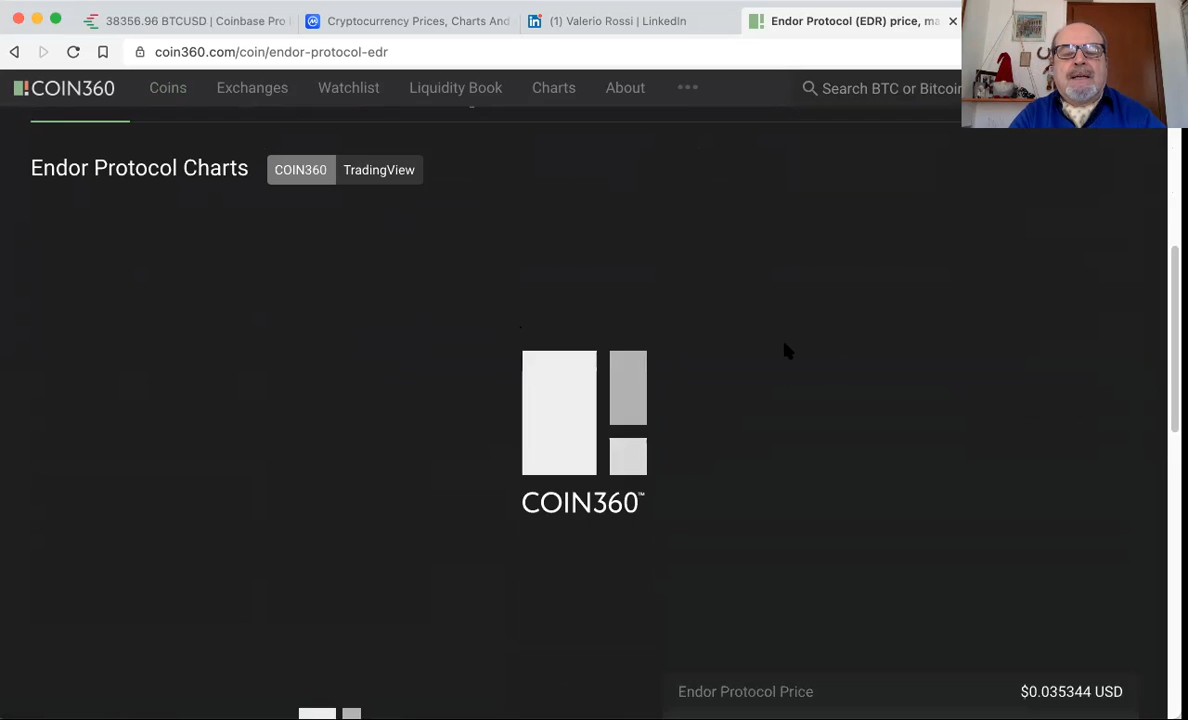 38356.96 BTCUSD | Coinbase Pro
Cryptocurrency Prices, Charts And
(1) Valerio Rossi | LinkedIn
Endor Protocol (EDR) price, ma
coin360.com/coin/endor-protocol-edr
COIN360
Coins
Exchanges
Watchlist
Liquidity Book
Charts
About
Search BTC or Bitcoin
Endor Protocol Charts
COIN360
TradingView
COIN360™
Endor Protocol Price
$0.035344 USD